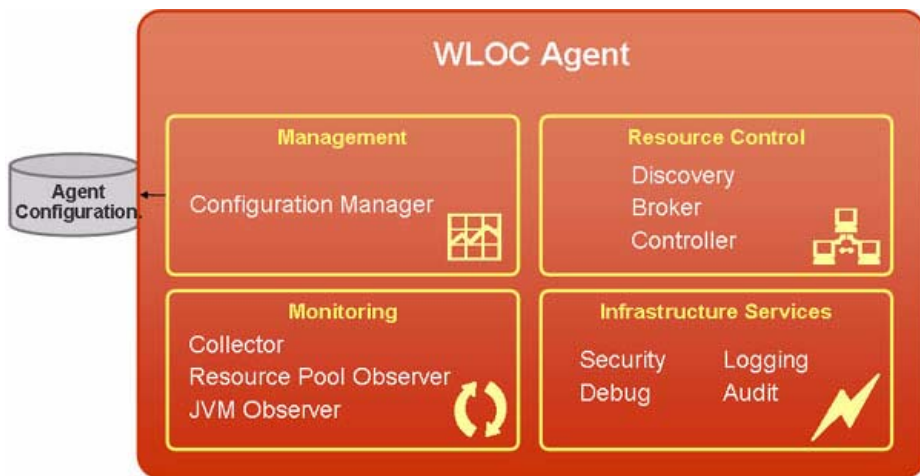 WLOC Agent
Management
Configuration Manager
Resource Control
Discovery
Broker
Controller
Agent
Configuration.
Monitoring
Collector
Resource Pool Observer
JVM Observer
Infrastructure Services
Security Logging
Debug Audit